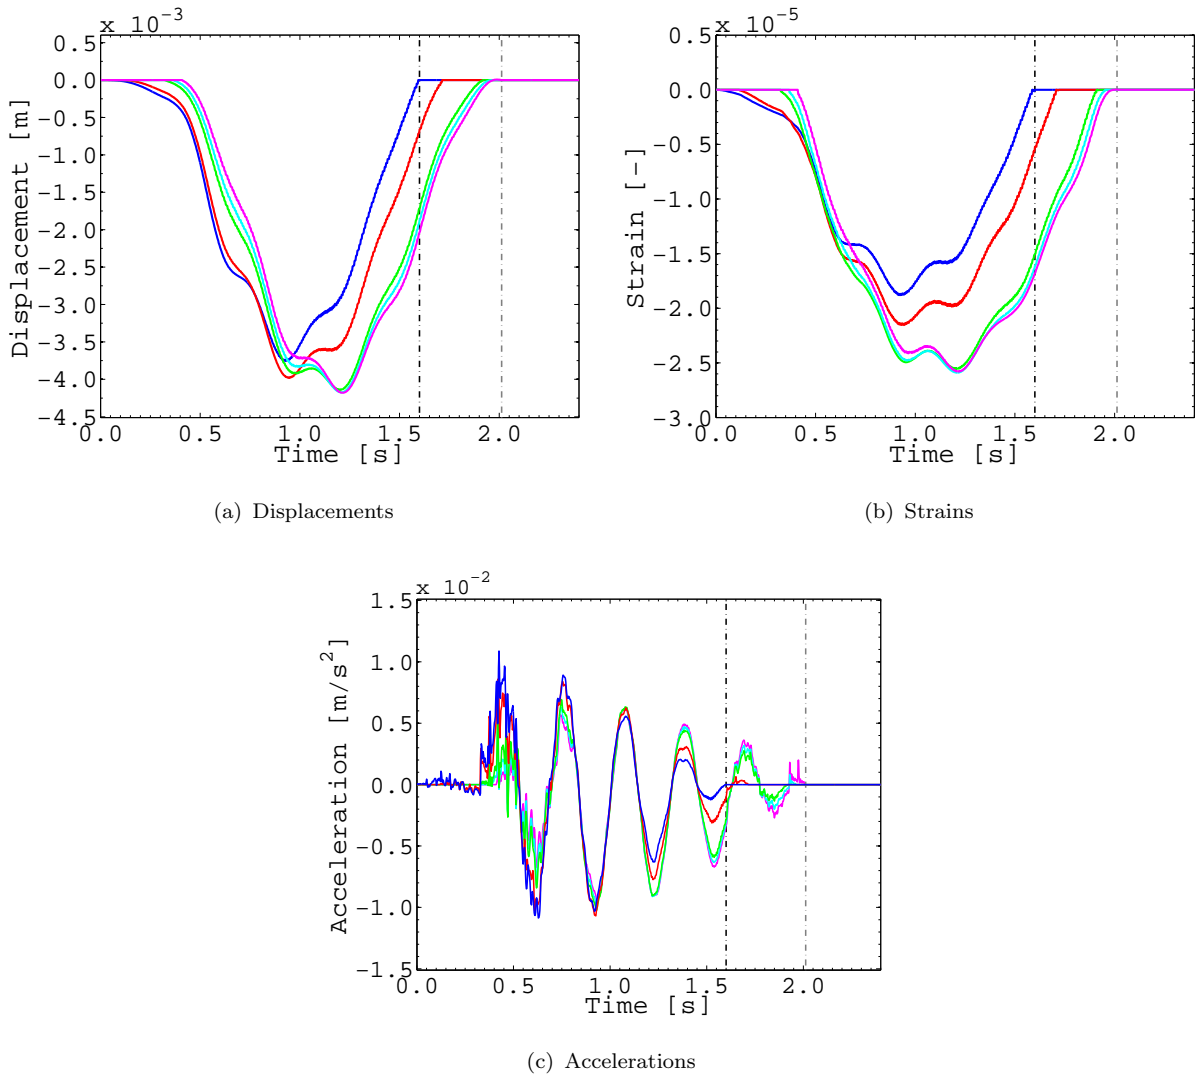 x 10⁻³
0.5
0.0
−0.5
−1.0
−1.5
−2.0
−2.5
−3.0
−3.5
−4.0
−4.5
Displacement [m]
0.0 0.5 1.0 1.5 2.0
Time [s]
(a) Displacements
x 10⁻⁵
0.5
0.0
−0.5
−1.0
−1.5
−2.0
−2.5
−3.0
Strain [-]
0.0 0.5 1.0 1.5 2.0
Time [s]
(b) Strains
x 10⁻²
1.5
1.0
0.5
0.0
−0.5
−1.0
−1.5
Acceleration [m/s²]
0.0 0.5 1.0 1.5 2.0
Time [s]
(c) Accelerations